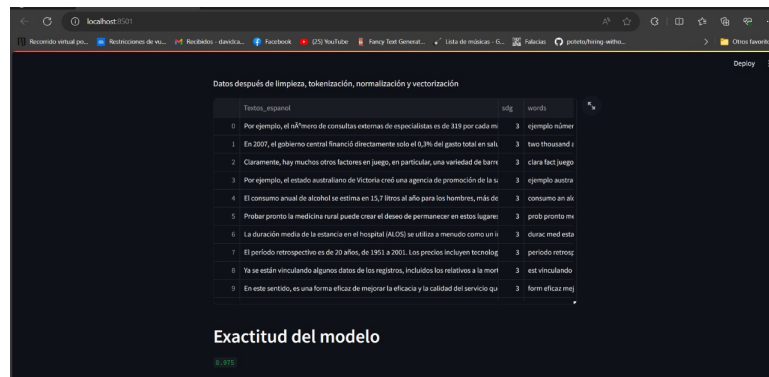 localhost:8501
Recorrido virtual po... Restricciones de vu... Recibidos - davidca... Facebook (25) YouTube Fancy Text Generat... Lista de músicas - G... Falacias poteto/hiring-witho... Otros favorit
Deploy
Datos después de limpieza, tokenización, normalización y vectorización
Textos_espanol sdg words
0 Por ejemplo, el nÃºmero de consultas externas de especialistas es de 319 por cada mi 3 ejemplo númer
1 En 2007, el gobierno central financió directamente solo el 0,3% del gasto total en salu 3 two thousand a
2 Claramente, hay muchos otros factores en juego, en particular, una variedad de barre 3 clara fact juego
3 Por ejemplo, el estado australiano de Victoria creó una agencia de promoción de la sa 3 ejemplo austra
4 El consumo anual de alcohol se estima en 15,7 litros al año para los hombres, más de 3 consumo an alc
5 Probar pronto la medicina rural puede crear el deseo de permanecer en estos lugares 3 prob pronto me
6 La duración media de la estancia en el hospital (ALOS) se utiliza a menudo como un in 3 durac med esta
7 El período retrospectivo es de 20 años, de 1951 a 2001. Los precios incluyen tecnolog 3 periodo retrosp
8 Ya se están vinculando algunos datos de los registros, incluidos los relativos a la mort 3 est vinculando
9 En este sentido, es una forma eficaz de mejorar la eficacia y la calidad del servicio qu 3 form eficaz mej
Exactitud del modelo
0.975